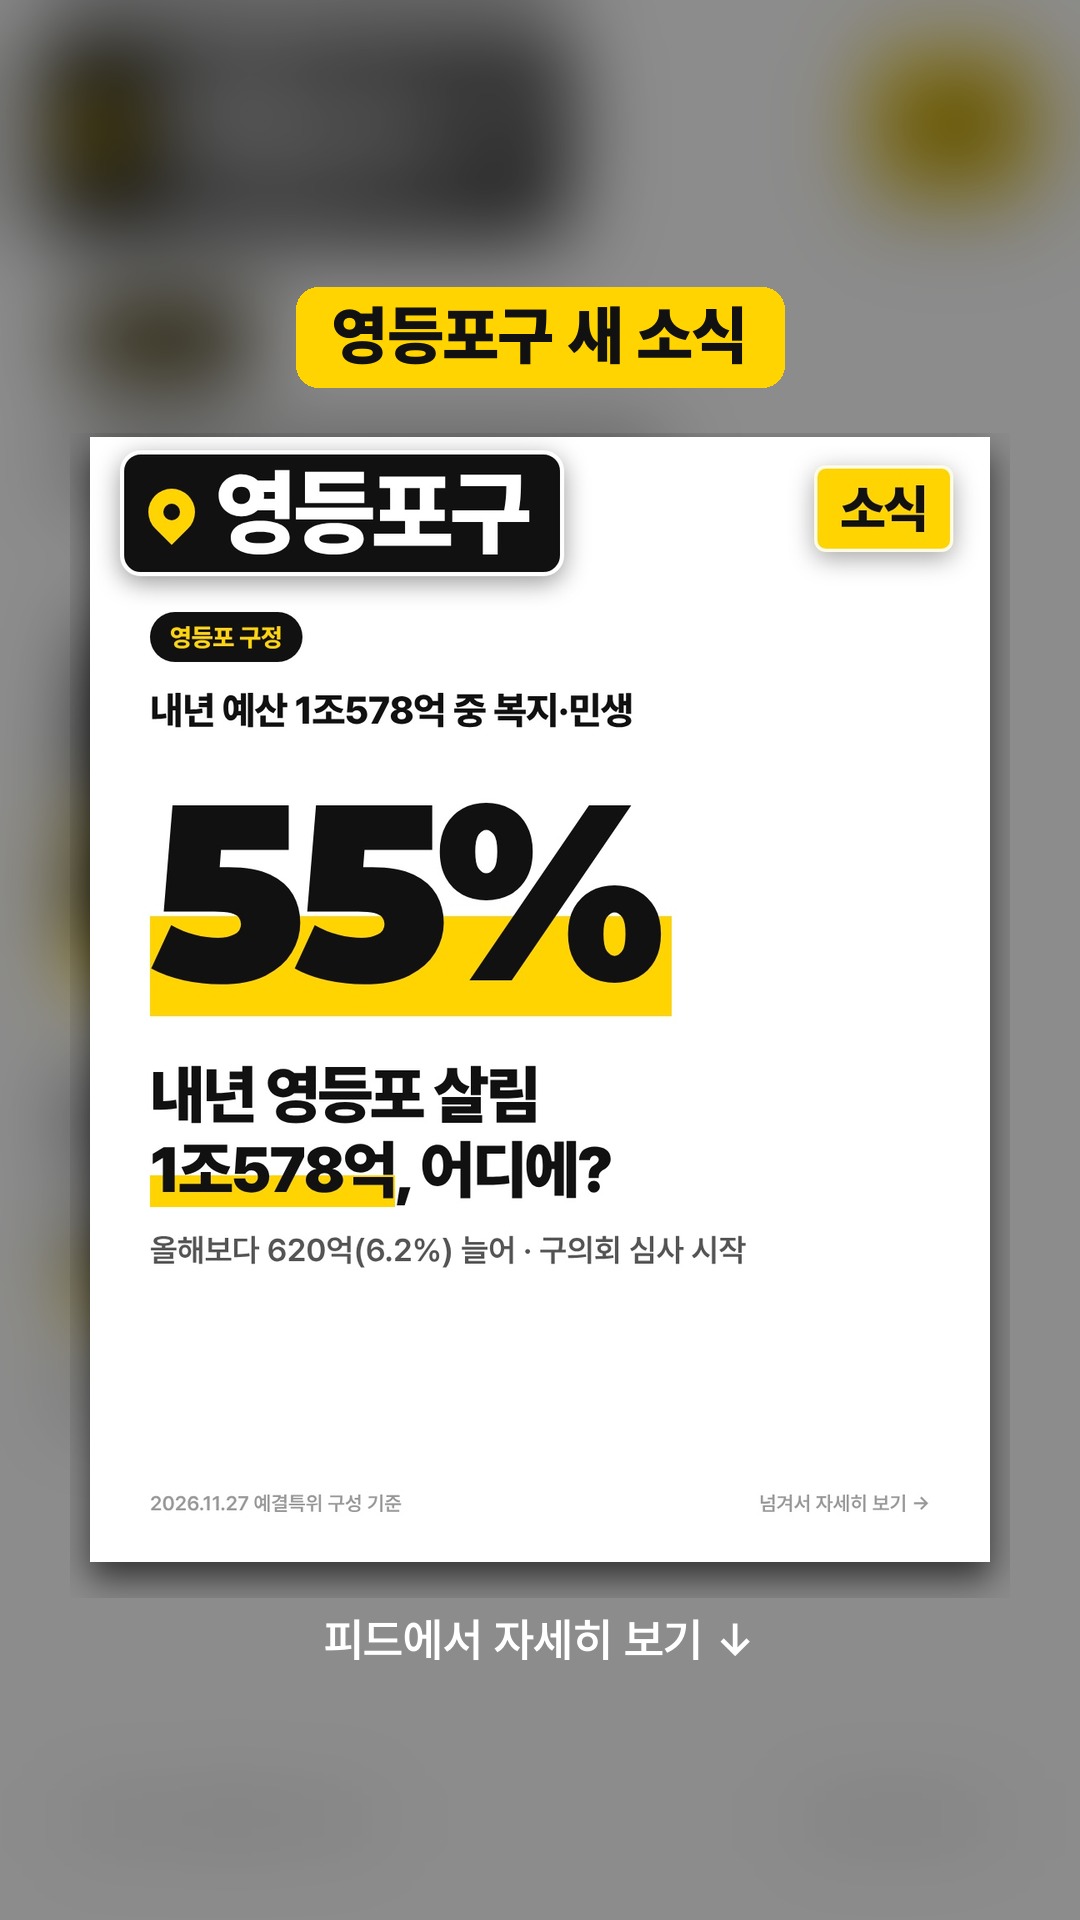 영등포구 새 소식
영등포구
소식
영등포 구정
내년 예산 1조578억 중 복지·민생
55%
내년 영등포 살림
1조578억, 어디에?
올해보다 620억(6.2%) 늘어 · 구의회 심사 시작
2026.11.27 예결특위 구성 기준
넘겨서 자세히 보기 →
피드에서 자세히 보기 ↓